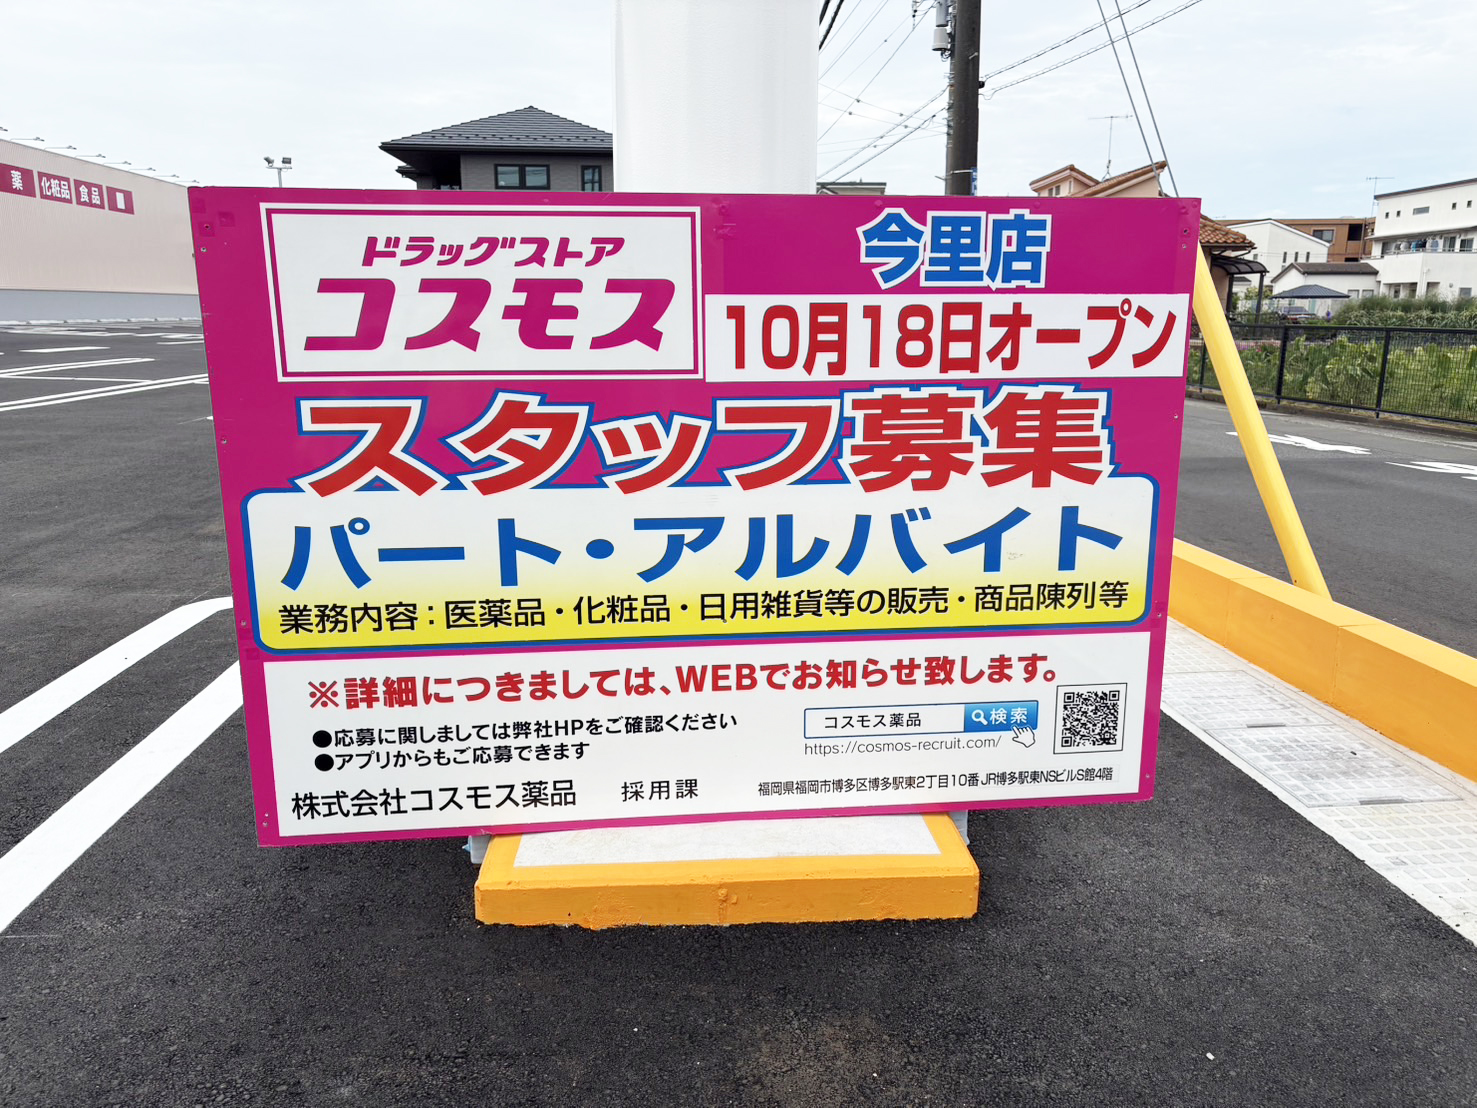 薬 化粧品 食品
ドラッグストア
コスモス
今里店
10月18日オープン
スタッフ募集
パート・アルバイト
業務内容：医薬品・化粧品・日用雑貨等の販売・商品陳列等
※詳細につきましては、WEBでお知らせ致します。
●応募に関しましては弊社HPをご確認ください
●アプリからもご応募できます
コスモス薬品 検索
https://cosmos-recruit.com/
株式会社コスモス薬品 採用課
福岡県福岡市博多区博多駅東2丁目10番JR博多駅東NSビルS館4階